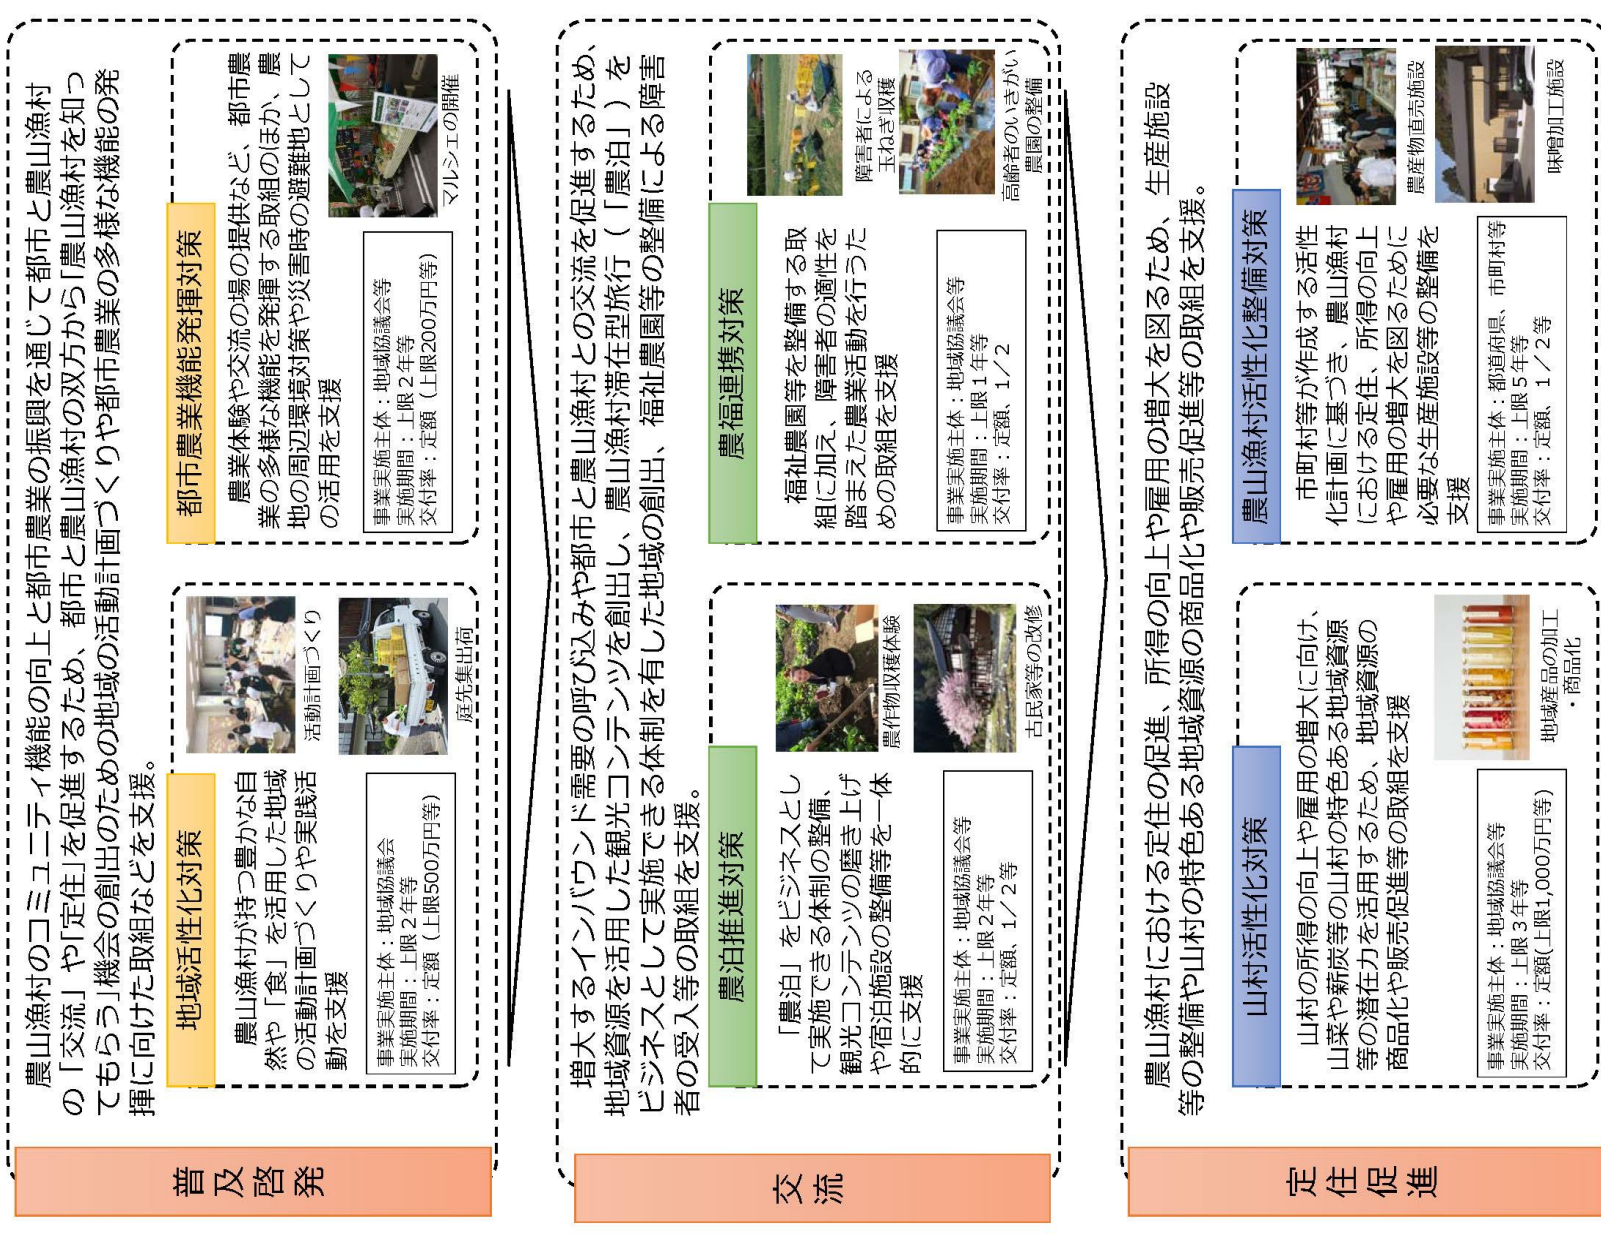 普及啓発
農山漁村のコミュニティ機能の向上と都市農業の振興を通じて都市と農山漁村
の「交流」や「定住」を促進するため、都市と農山漁村の双方から「農山漁村を知っ
てもらう」機会の創出のための地域の活動計画づくりや都市農業の多様な機能の発
揮に向けた取組などを支援。
地域活性化対策
農山漁村が持つ豊かな自
然や「食」を活用した地域
の活動計画づくりや実践活
動を支援
事業実施主体：地域協議会
実施期間：上限２年等
交付率：定額（上限500万円等）
活動計画づくり
庭先集出荷
都市農業機能発揮対策
農業体験や交流の場の提供など、都市農
業の多様な機能を発揮する取組のほか、農
地の周辺環境対策や災害時の避難地として
の活用を支援
事業実施主体：地域協議会等
実施期間：上限２年等
交付率：定額（上限200万円等）
マルシェの開催
交流
増大するインバウンド需要の呼び込みや都市と農山漁村との交流を促進するため、
地域資源を活用した観光コンテンツを創出し、農山漁村滞在型旅行（「農泊」）を
ビジネスとして実施できる体制を有した地域の創出、福祉農園等の整備による障害
者の受入等の取組を支援。
農泊推進対策
「農泊」をビジネスとし
て実施できる体制の整備、
観光コンテンツの磨き上げ
や宿泊施設の整備等を一体
的に支援
事業実施主体：地域協議会等
実施期間：上限２年等
交付率：定額、１／２等
農作物収穫体験
古民家等の改修
農福連携対策
福祉農園等を整備する取
組に加え、障害者の適性を
踏まえた農業活動を行うた
めの取組を支援
事業実施主体：地域協議会等
実施期間：上限１年等
交付率：定額、１／２
障害者による
玉ねぎ収穫
高齢者のいきがい
農園の整備
定住促進
農山漁村における定住の促進、所得の向上や雇用の増大を図るため、生産施設
等の整備や山村の特色ある地域資源の商品化や販売促進等の取組を支援。
山村活性化対策
山村の所得の向上や雇用の増大に向け、
山菜や薪炭等の山村の特色ある地域資源
等の潜在力を活用するため、地域資源の
商品化や販売促進等の取組を支援
事業実施主体：地域協議会等
実施期間：上限３年等
交付率：定額(上限1,000万円等)
地域産品の加工
・商品化
農山漁村活性化整備対策
市町村等が作成する活性
化計画に基づき、農山漁村
における定住、所得の向上
や雇用の増大を図るために
必要な生産施設等の整備を
支援
事業実施主体：都道府県、市町村等
実施期間：上限５年等
交付率：定額、１／２等
農産物直売施設
味噌加工施設